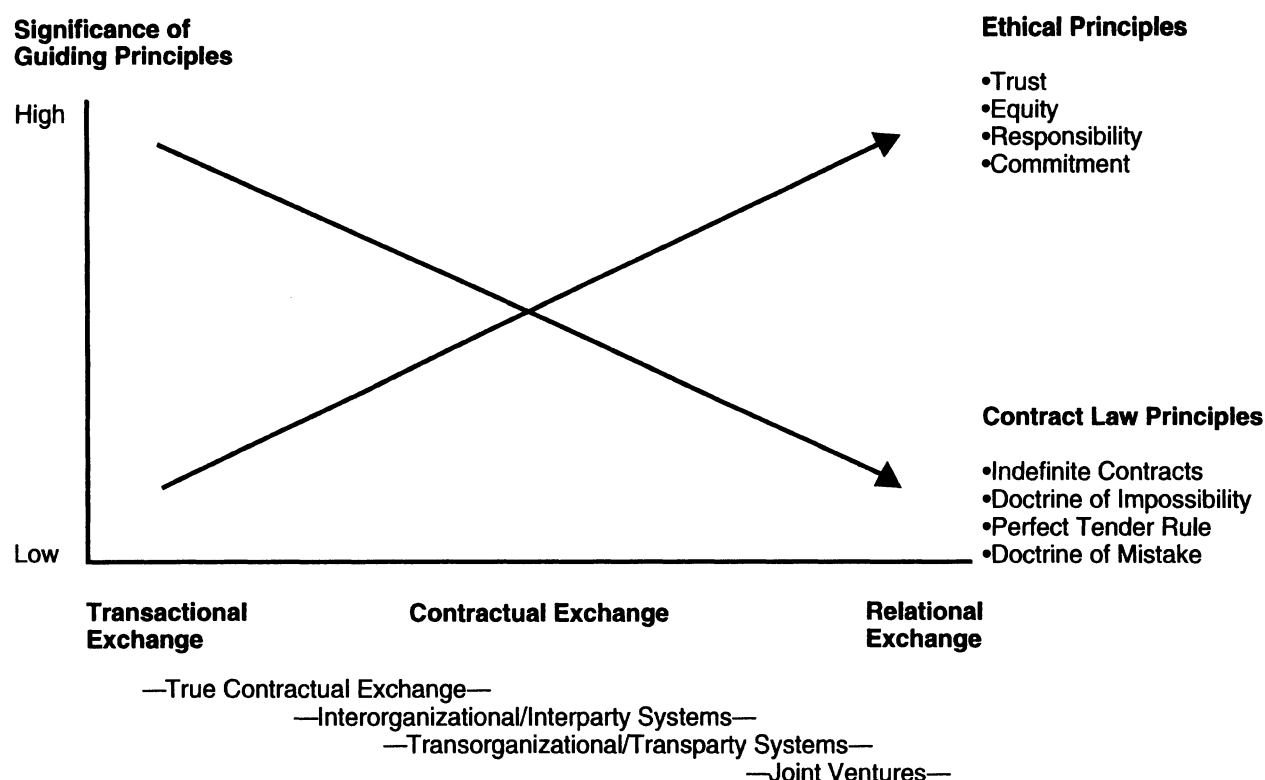 Significance of
Guiding Principles
High
Low
Ethical Principles
•Trust
•Equity
•Responsibility
•Commitment
Contract Law Principles
•Indefinite Contracts
•Doctrine of Impossibility
•Perfect Tender Rule
•Doctrine of Mistake
Transactional
Exchange
Contractual Exchange
Relational
Exchange
—True Contractual Exchange—
—Interorganizational/Interparty Systems—
—Transorganizational/Transparty Systems—
—Joint Ventures—